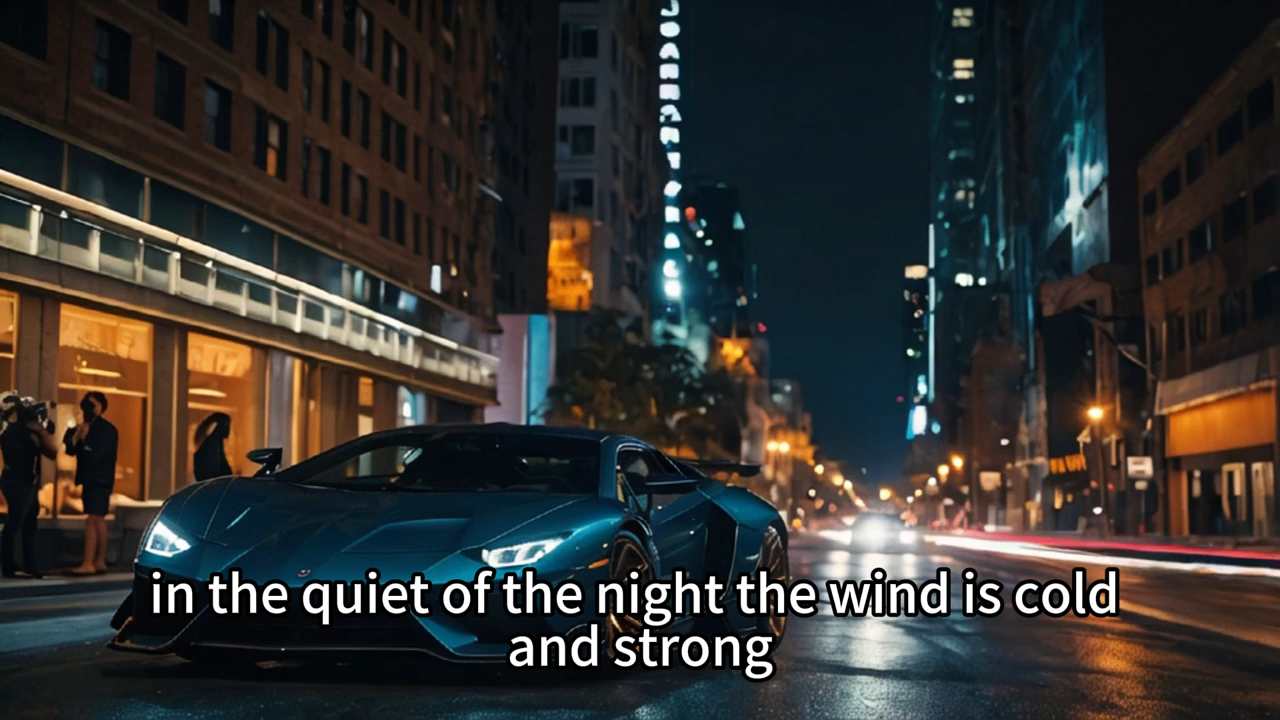 in the quiet of the night the wind is cold
and strong